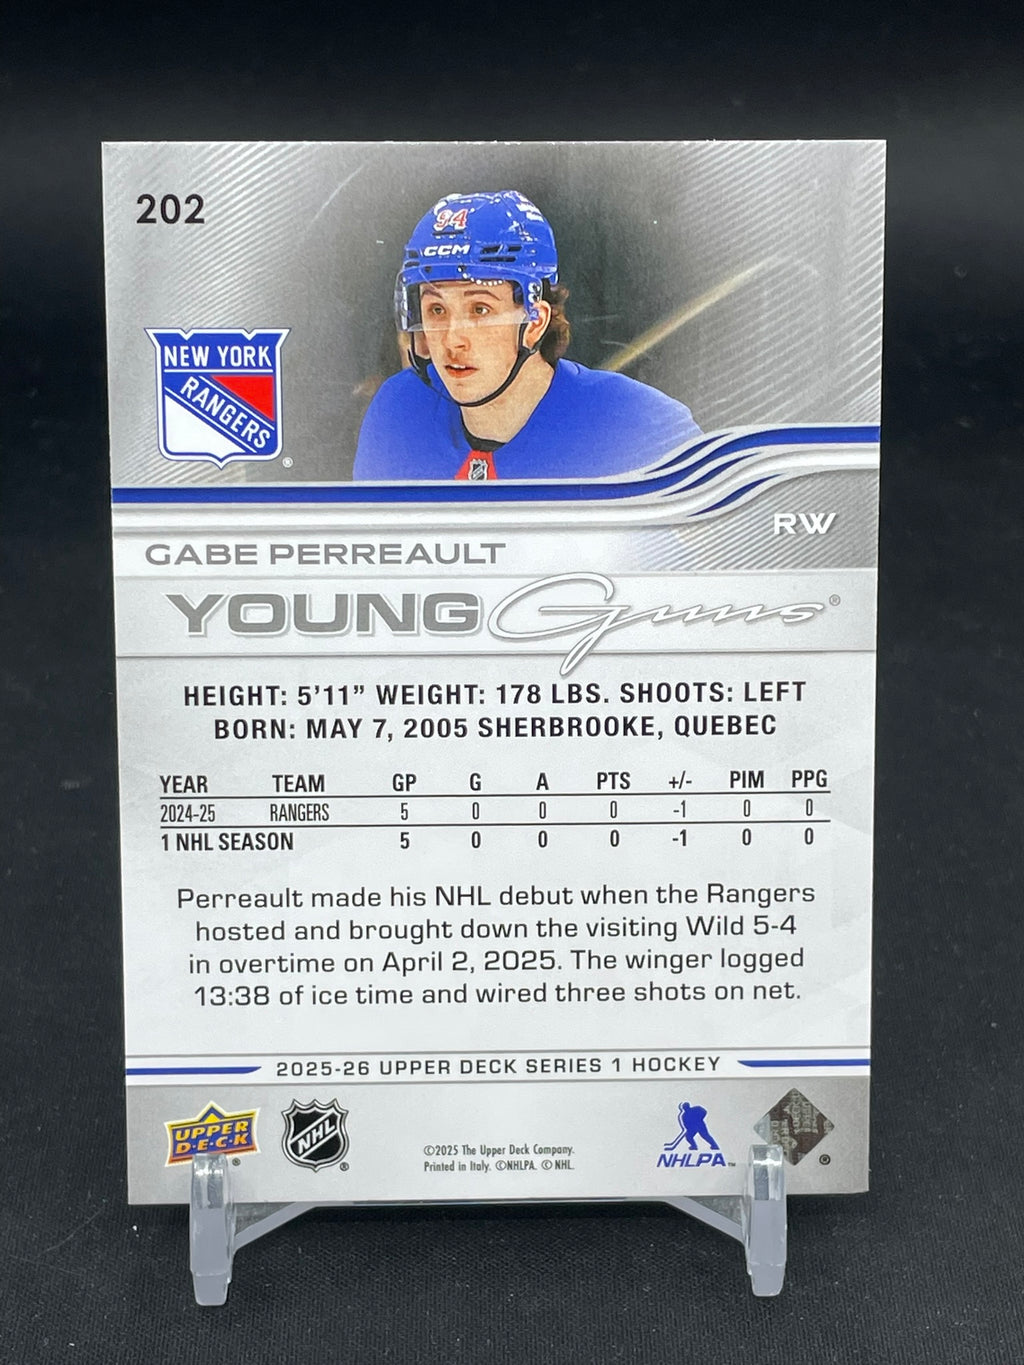 202
94
CCM
NEW YORK
RANGERS
®
NHL
RW
GABE PERREAULT
YOUNG Guns®
HEIGHT: 5’11” WEIGHT: 178 LBS. SHOOTS: LEFT
BORN: MAY 7, 2005 SHERBROOKE, QUEBEC
YEAR TEAM GP G A PTS +/- PIM PPG
2024-25 RANGERS 5 0 0 0 -1 0 0
1 NHL SEASON 5 0 0 0 -1 0 0
Perreault made his NHL debut when the Rangers
hosted and brought down the visiting Wild 5-4
in overtime on April 2, 2025. The winger logged
13:38 of ice time and wired three shots on net.
2025-26 UPPER DECK SERIES 1 HOCKEY
UPPER
D•E•C•K
®
NHL
®
©2025 The Upper Deck Company.
Printed in Italy. ©NHLPA. © NHL.
NHLPA™
®